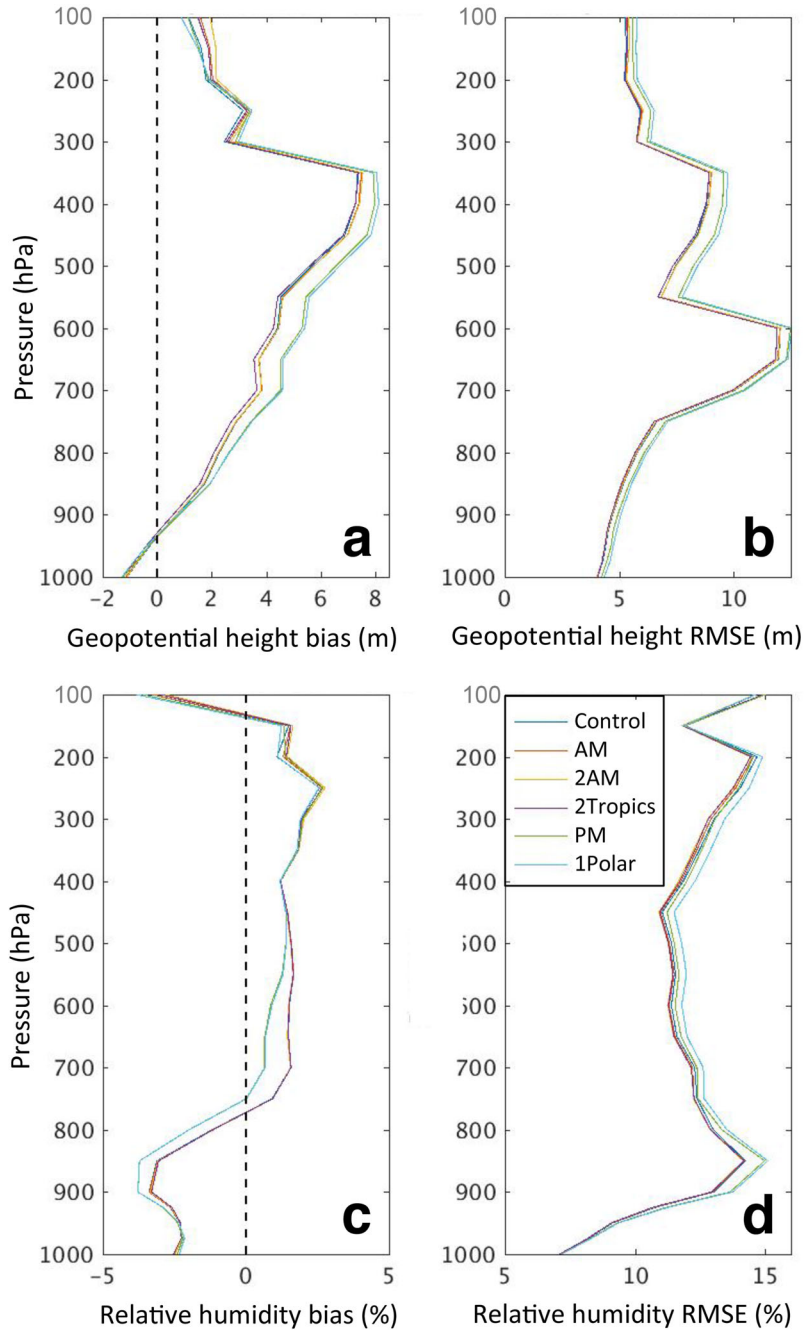 100
200
300
400
500
600
700
800
900
1000
Pressure (hPa)
a
−2 0 2 4 6 8
Geopotential height bias (m)
100
200
300
400
500
600
700
800
900
1000
b
0 5 10
Geopotential height RMSE (m)
100
200
300
400
500
600
700
800
900
1000
Pressure (hPa)
c
−5 0 5
Relative humidity bias (%)
100
200
300
400
500
600
700
800
900
1000
Control
AM
2AM
2Tropics
PM
1Polar
d
5 10 15
Relative humidity RMSE (%)